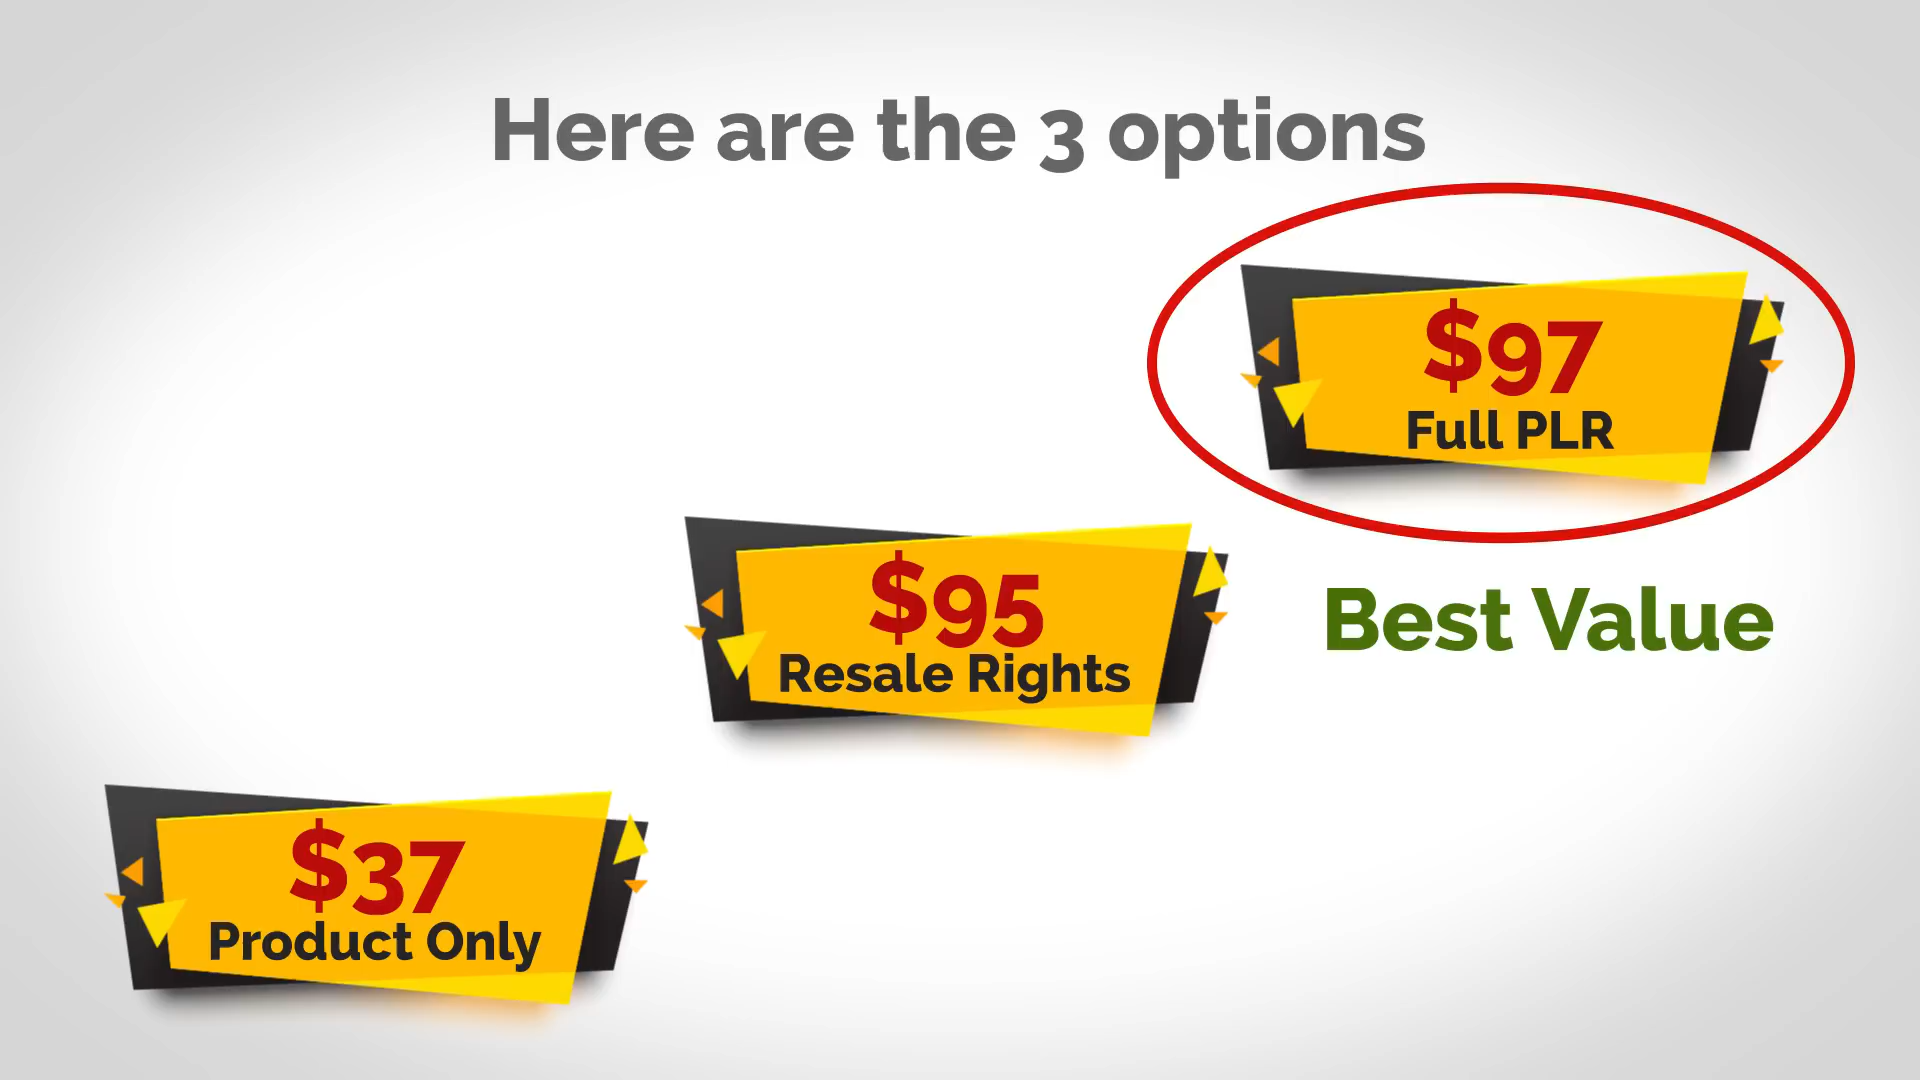 Here are the 3 options
$97
Full PLR
$95
Resale Rights
Best Value
$37
Product Only